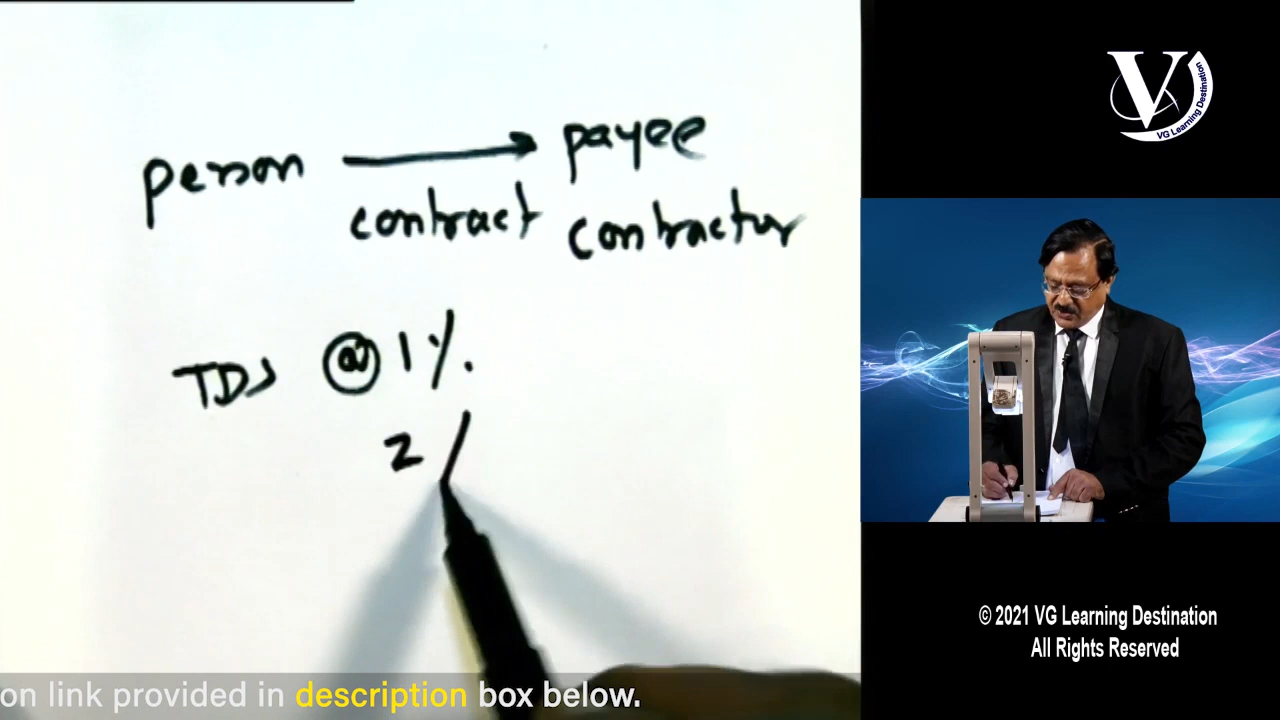 person → payee
contract contractor
TDS @ 1%.
2 /
V
VG Learning Destination
© 2021 VG Learning Destination
All Rights Reserved
on link provided in description box below.